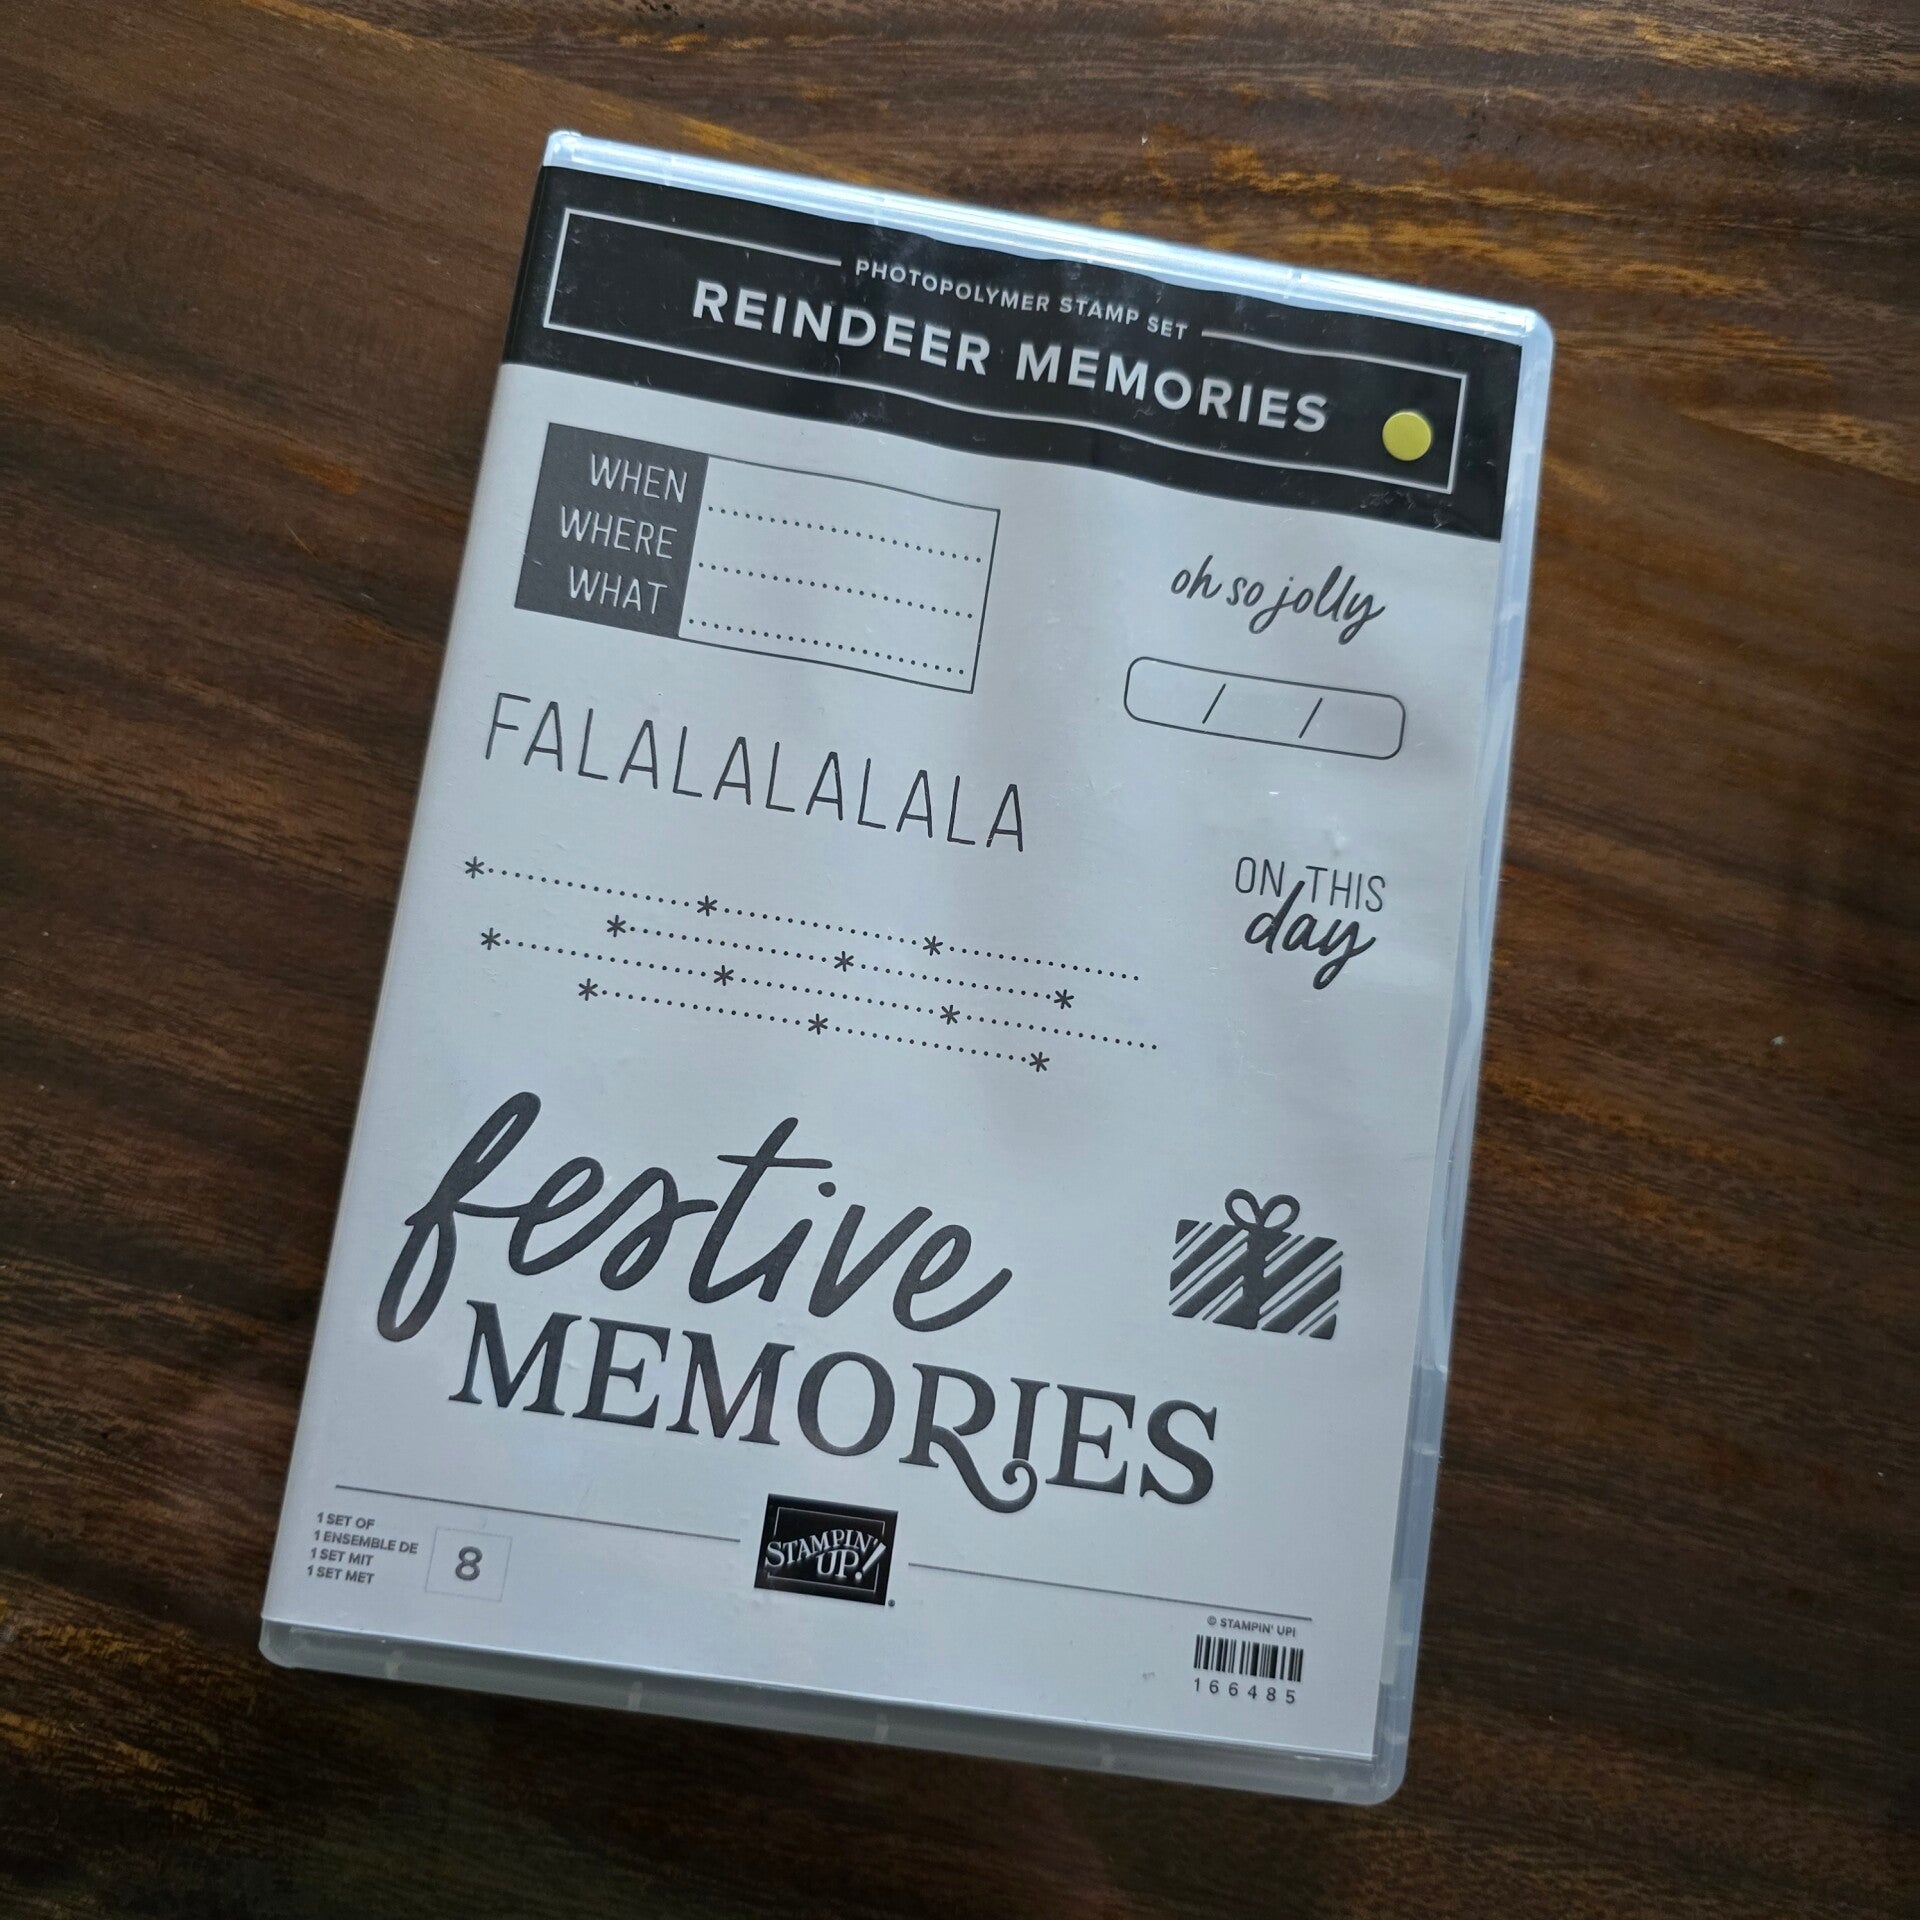 PHOTOPOLYMER STAMP SET
REINDEER MEMORIES
WHEN
WHERE
WHAT
oh so jolly
/ /
FALALALALALA
ON THIS
day
festive
MEMORIES
1 SET OF
1 ENSEMBLE DE
1 SET MIT
1 SET MET
8
STAMPIN'
UP!
© STAMPIN' UP!
166485